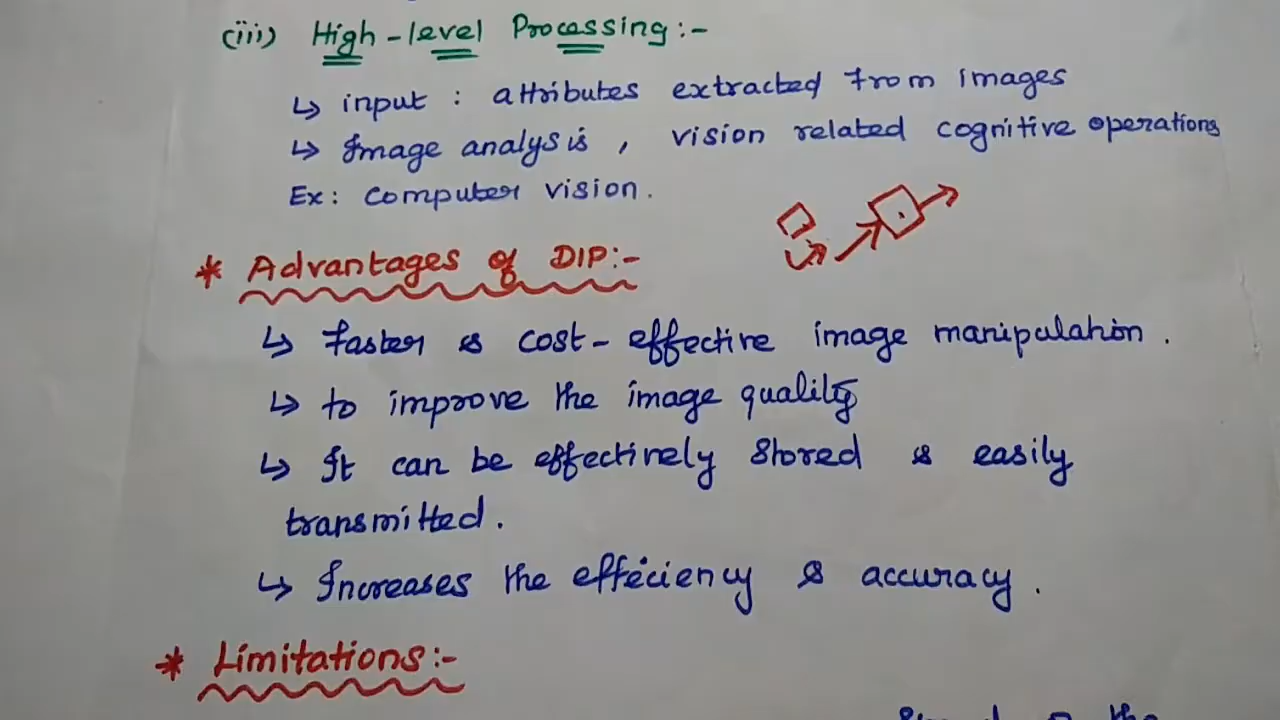 (iii) High-level Processing:-
↳ input : attributes extracted from images
↳ Image analysis, vision related cognitive operations
Ex: computer vision.
* Advantages of DIP:-
↳ Faster & cost-effective image manipulation.
↳ to improve the image quality
↳ It can be effectively stored & easily
transmitted.
↳ Increases the effeciency & accuracy.
* Limitations:-
the